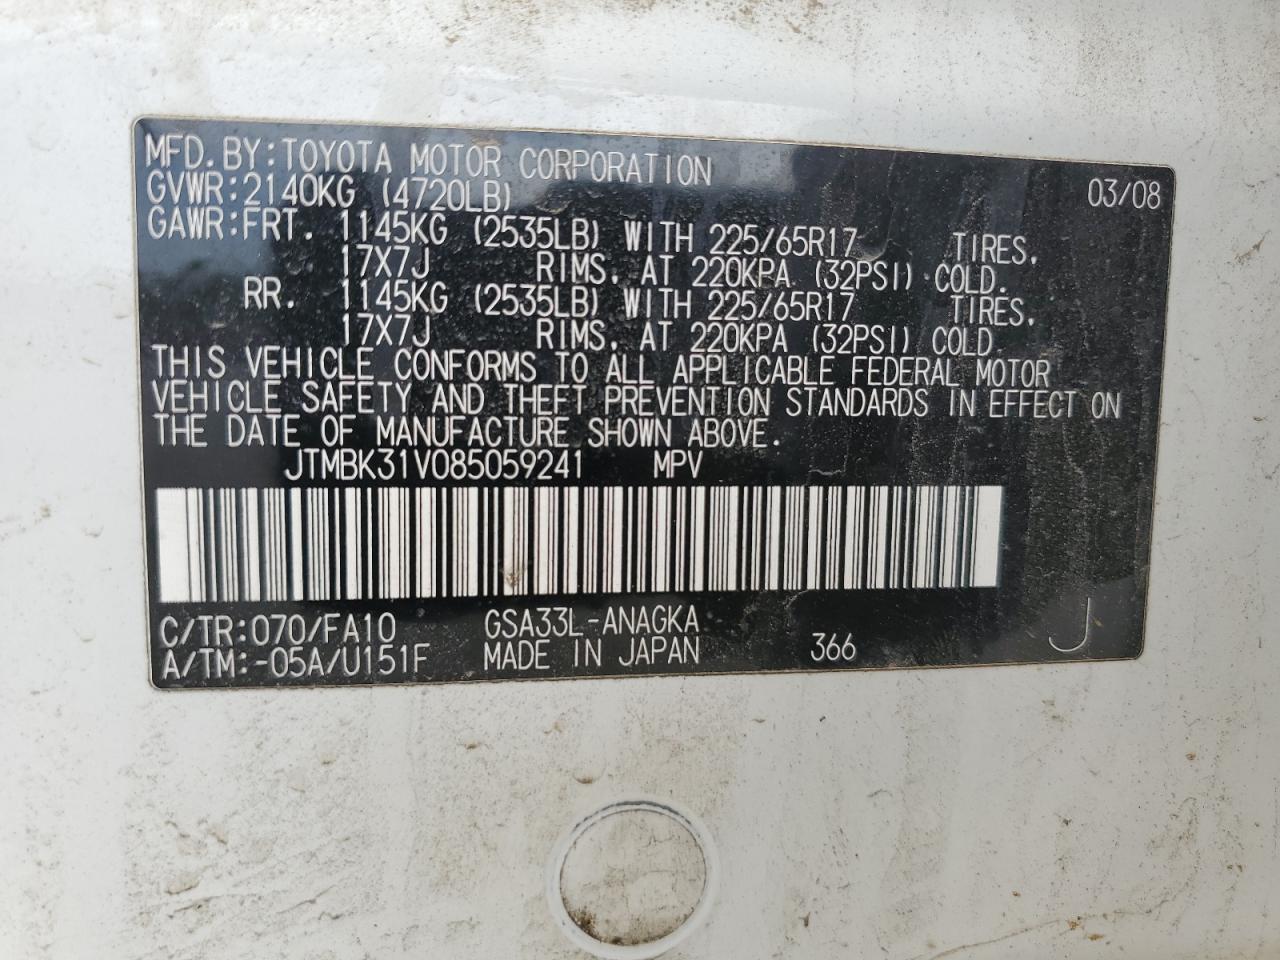 MFD. BY: TOYOTA MOTOR CORPORATION 03/08
GVWR: 2140KG (4720LB)
GAWR: FRT. 1145KG (2535LB) WITH 225/65R17 TIRES.
17X7J RIMS. AT 220KPA (32PSI) COLD.
RR. 1145KG (2535LB) WITH 225/65R17 TIRES,
17X7J RIMS, AT 220KPA (32PSI) COLD.
THIS VEHICLE CONFORMS TO ALL APPLICABLE FEDERAL MOTOR
VEHICLE SAFETY AND THEFT PREVENTION STANDARDS IN EFFECT ON
THE DATE OF MANUFACTURE SHOWN ABOVE.
JTMBK31V085059241 MPV
C/TR: 070/FA10 GSA33L-ANAGKA
A/TM: -05A/U151F MADE IN JAPAN 366 J